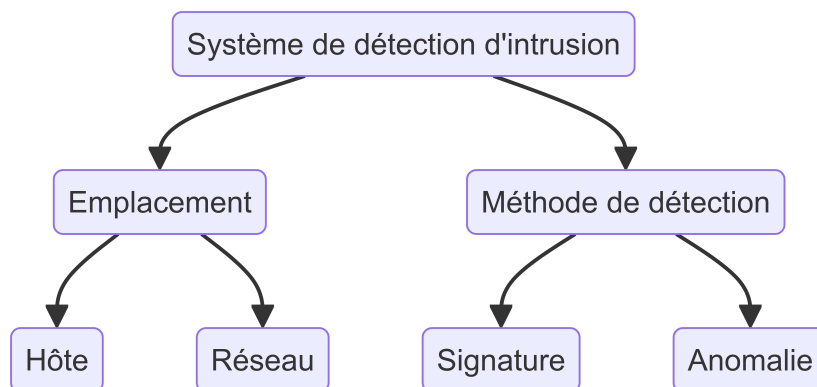 Système de détection d'intrusion
Emplacement
Méthode de détection
Hôte
Réseau
Signature
Anomalie